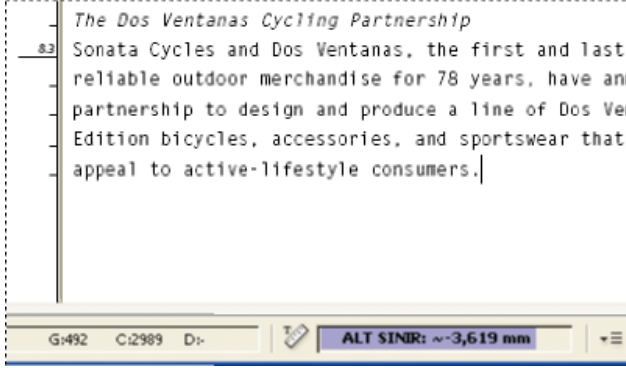 The Dos Ventanas Cycling Partnership
83 Sonata Cycles and Dos Ventanas, the first and last
reliable outdoor merchandise for 78 years, have an
partnership to design and produce a line of Dos Ve
Edition bicycles, accessories, and sportswear that
appeal to active-lifestyle consumers.
G:492 C:2989 D:- ALT SINIR: ~-3,619 mm